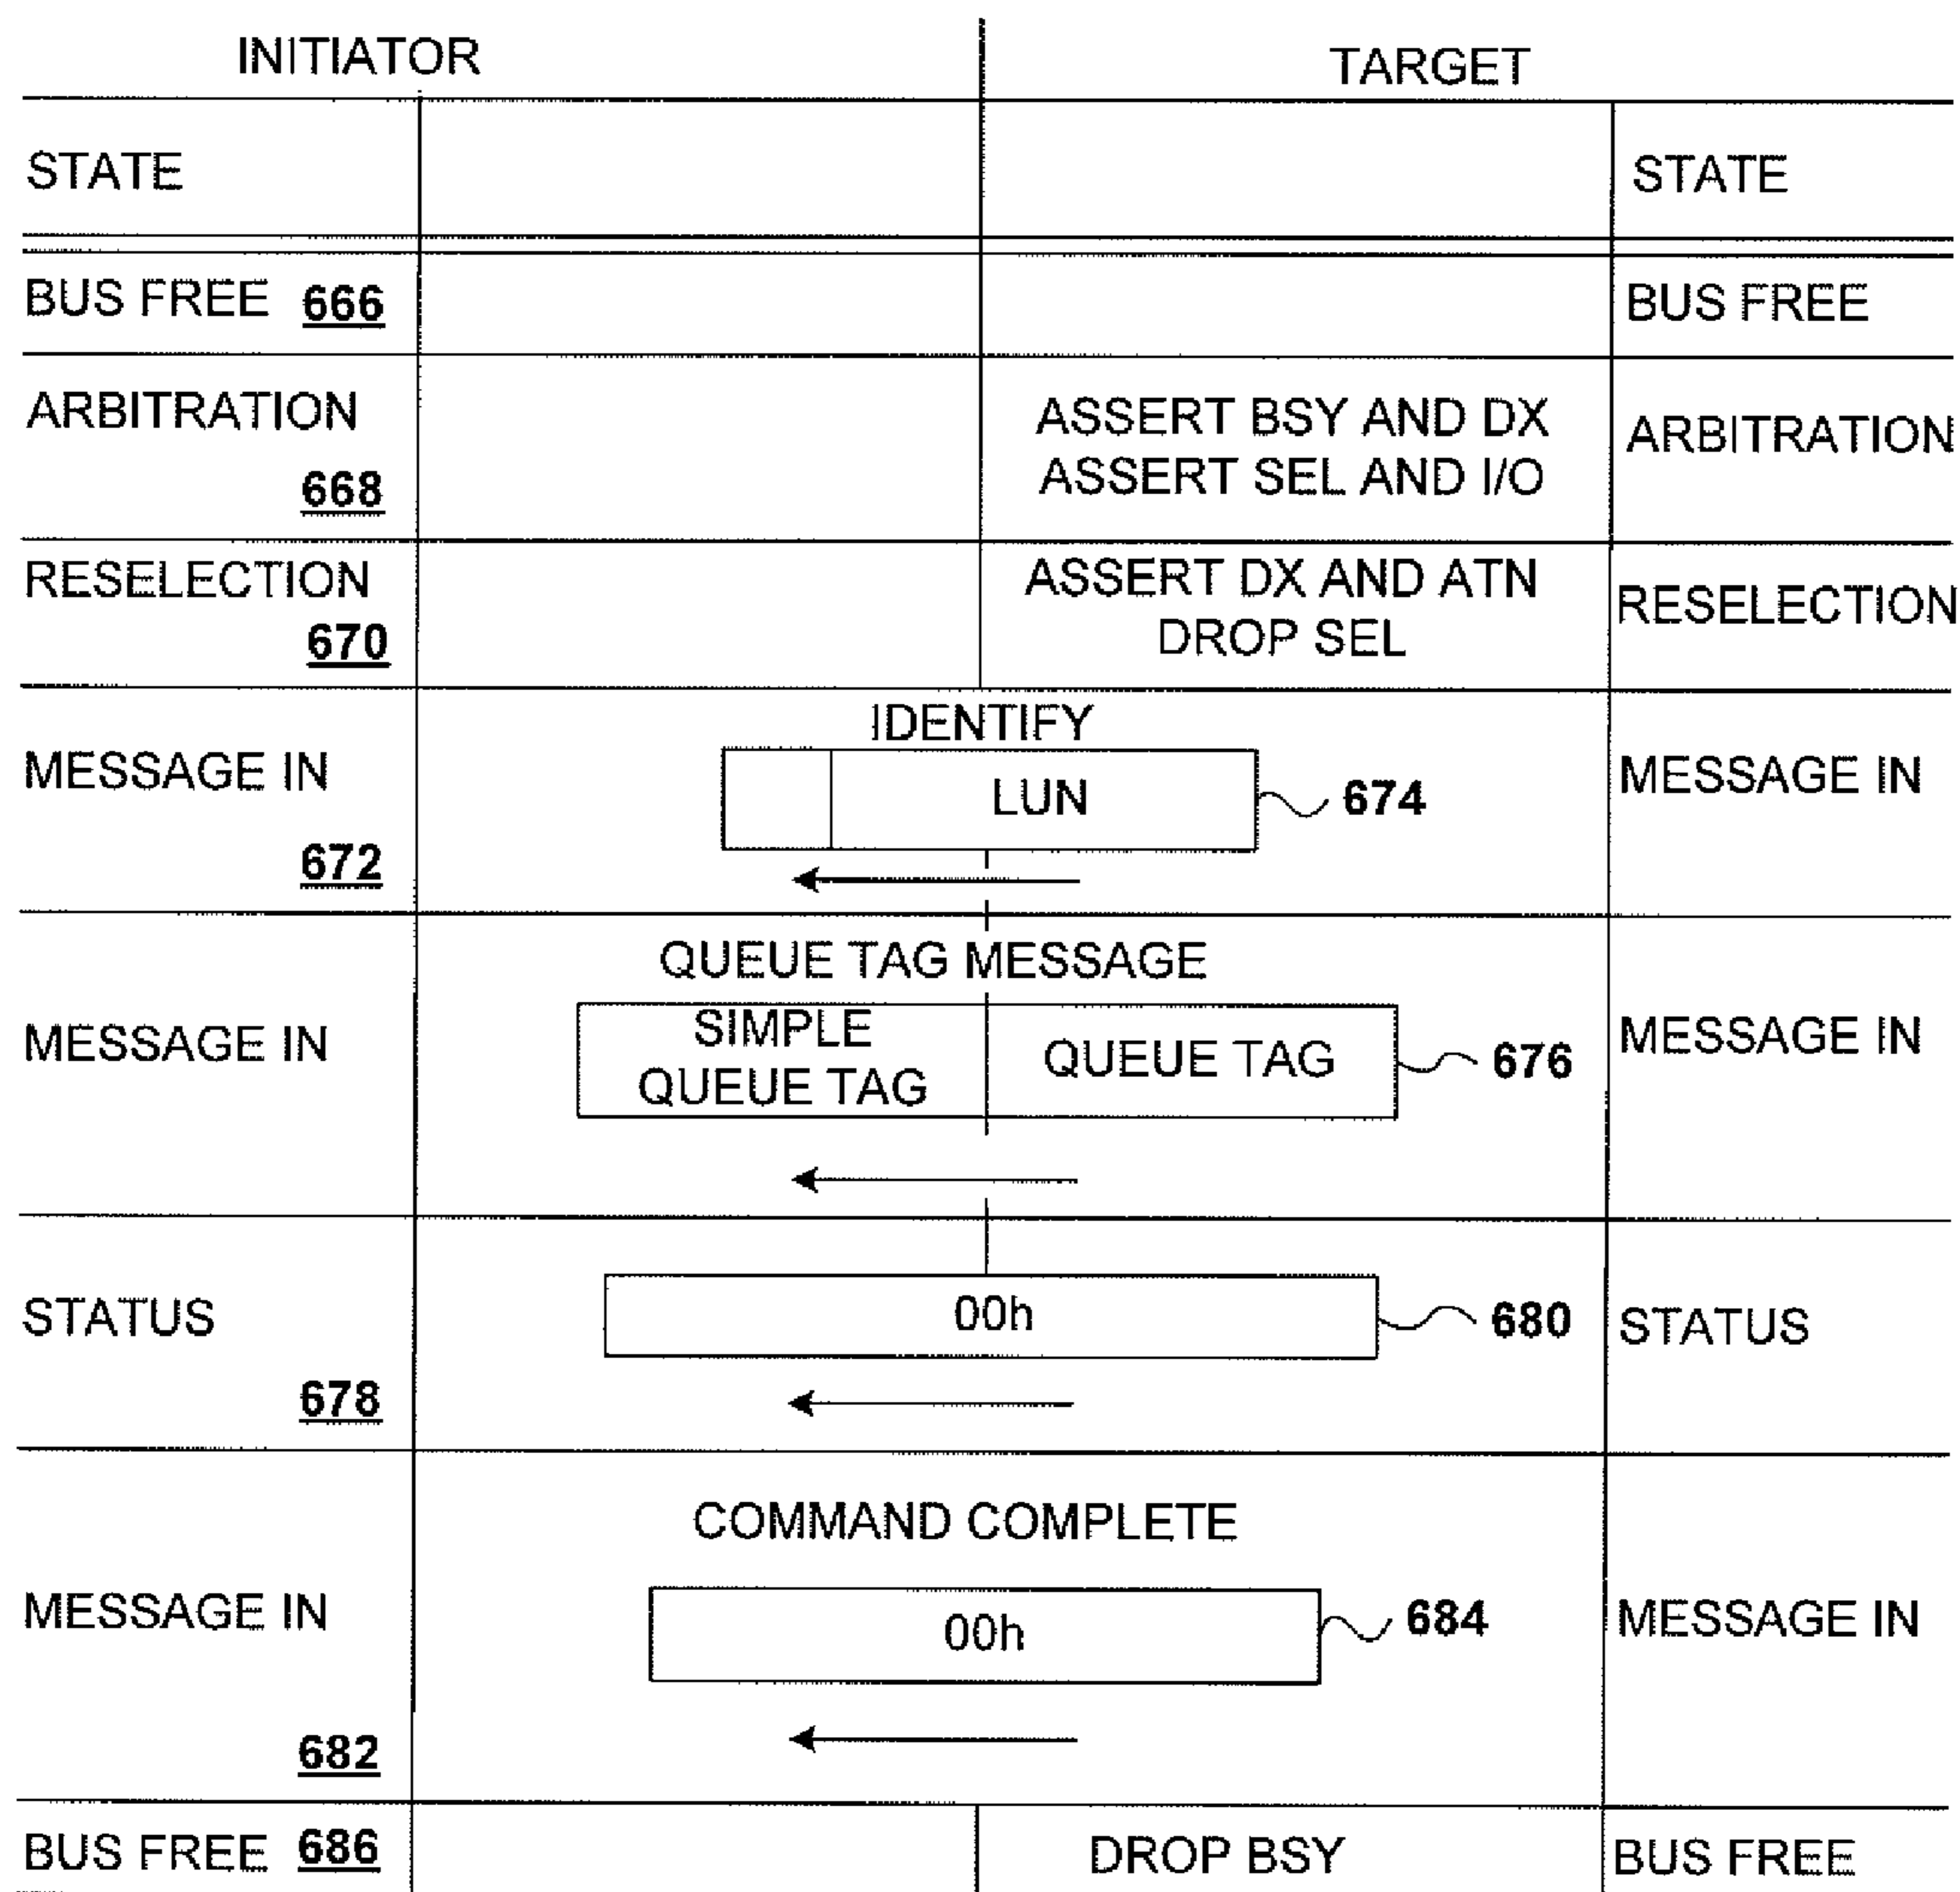 INITIATOR TARGET
STATE STATE
BUS FREE 666 BUS FREE
ARBITRATION
668
ASSERT BSY AND DX
ASSERT SEL AND I/O
ARBITRATION
RESELECTION
670
ASSERT DX AND ATN
DROP SEL
RESELECTION
MESSAGE IN
672
IDENTIFY
LUN 674
MESSAGE IN
MESSAGE IN
QUEUE TAG MESSAGE
SIMPLE
QUEUE TAG
QUEUE TAG 676
MESSAGE IN
STATUS
678
00h 680
STATUS
MESSAGE IN
682
COMMAND COMPLETE
00h 684
MESSAGE IN
BUS FREE 686 DROP BSY BUS FREE